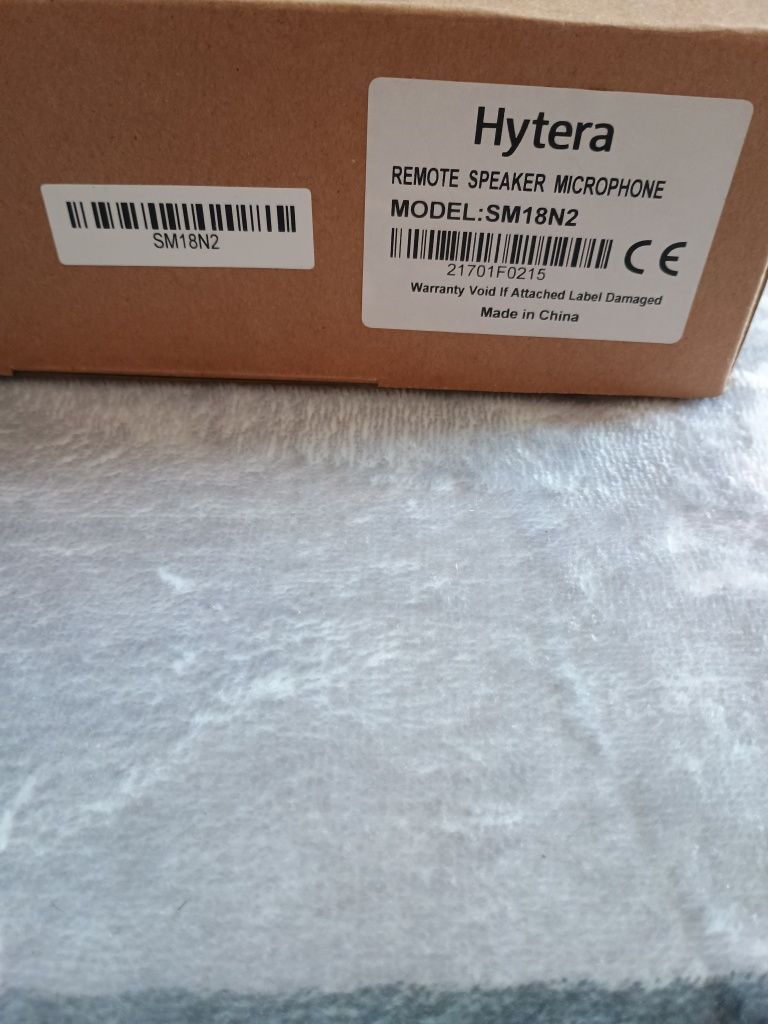 SM18N2
Hytera
REMOTE SPEAKER MICROPHONE
MODEL:SM18N2
21701F0215
CE
Warranty Void If Attached Label Damaged
Made in China